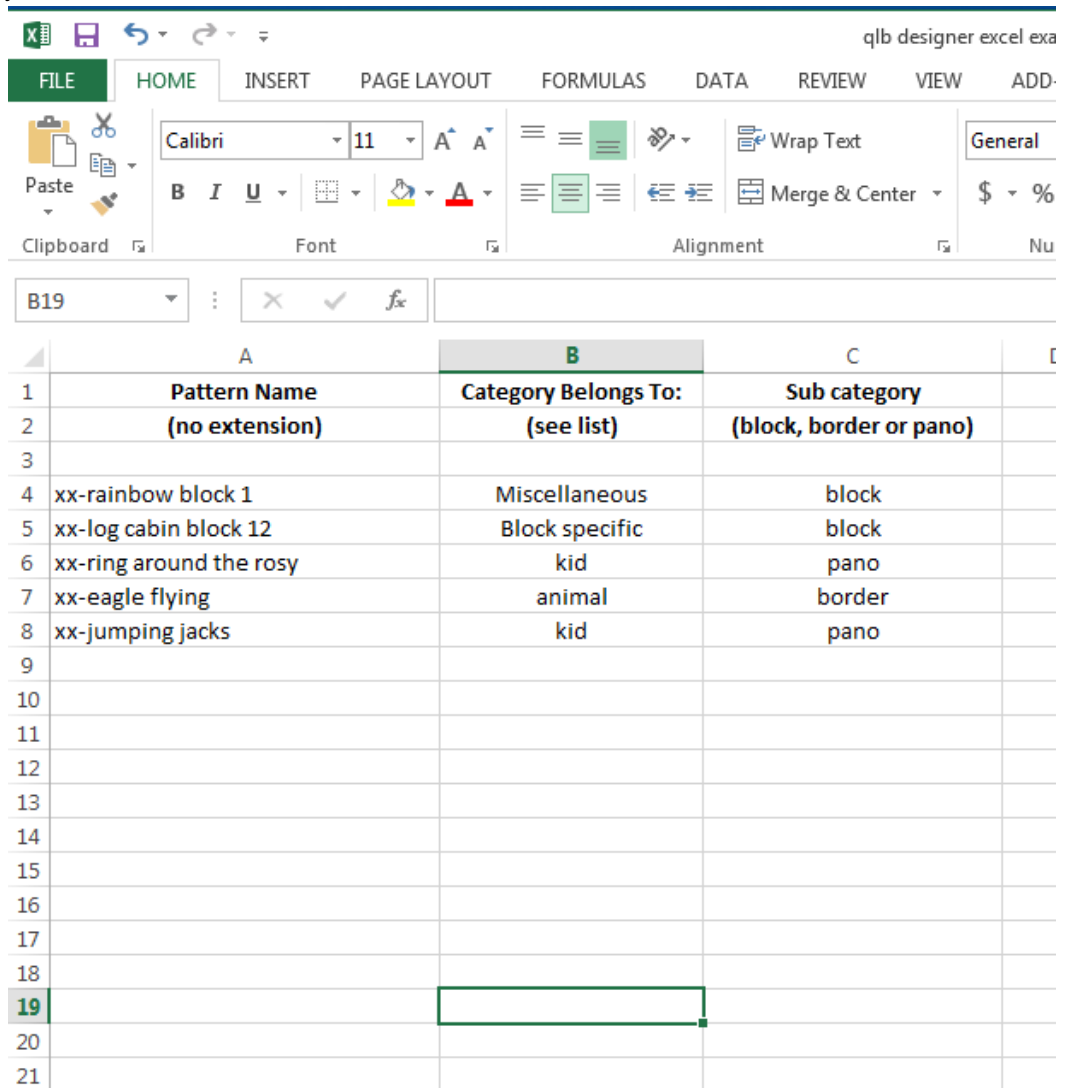 qlb designer excel exa
FILE HOME INSERT PAGE LAYOUT FORMULAS DATA REVIEW VIEW ADD-
Calibri 11 A A Wrap Text General
Paste B I U A Merge & Center $ %
Clipboard Font Alignment Nu
B19 fx
A B C
1 Pattern Name Category Belongs To: Sub category
2 (no extension) (see list) (block, border or pano)
3
4 xx-rainbow block 1 Miscellaneous block
5 xx-log cabin block 12 Block specific block
6 xx-ring around the rosy kid pano
7 xx-eagle flying animal border
8 xx-jumping jacks kid pano
9
10
11
12
13
14
15
16
17
18
19
20
21